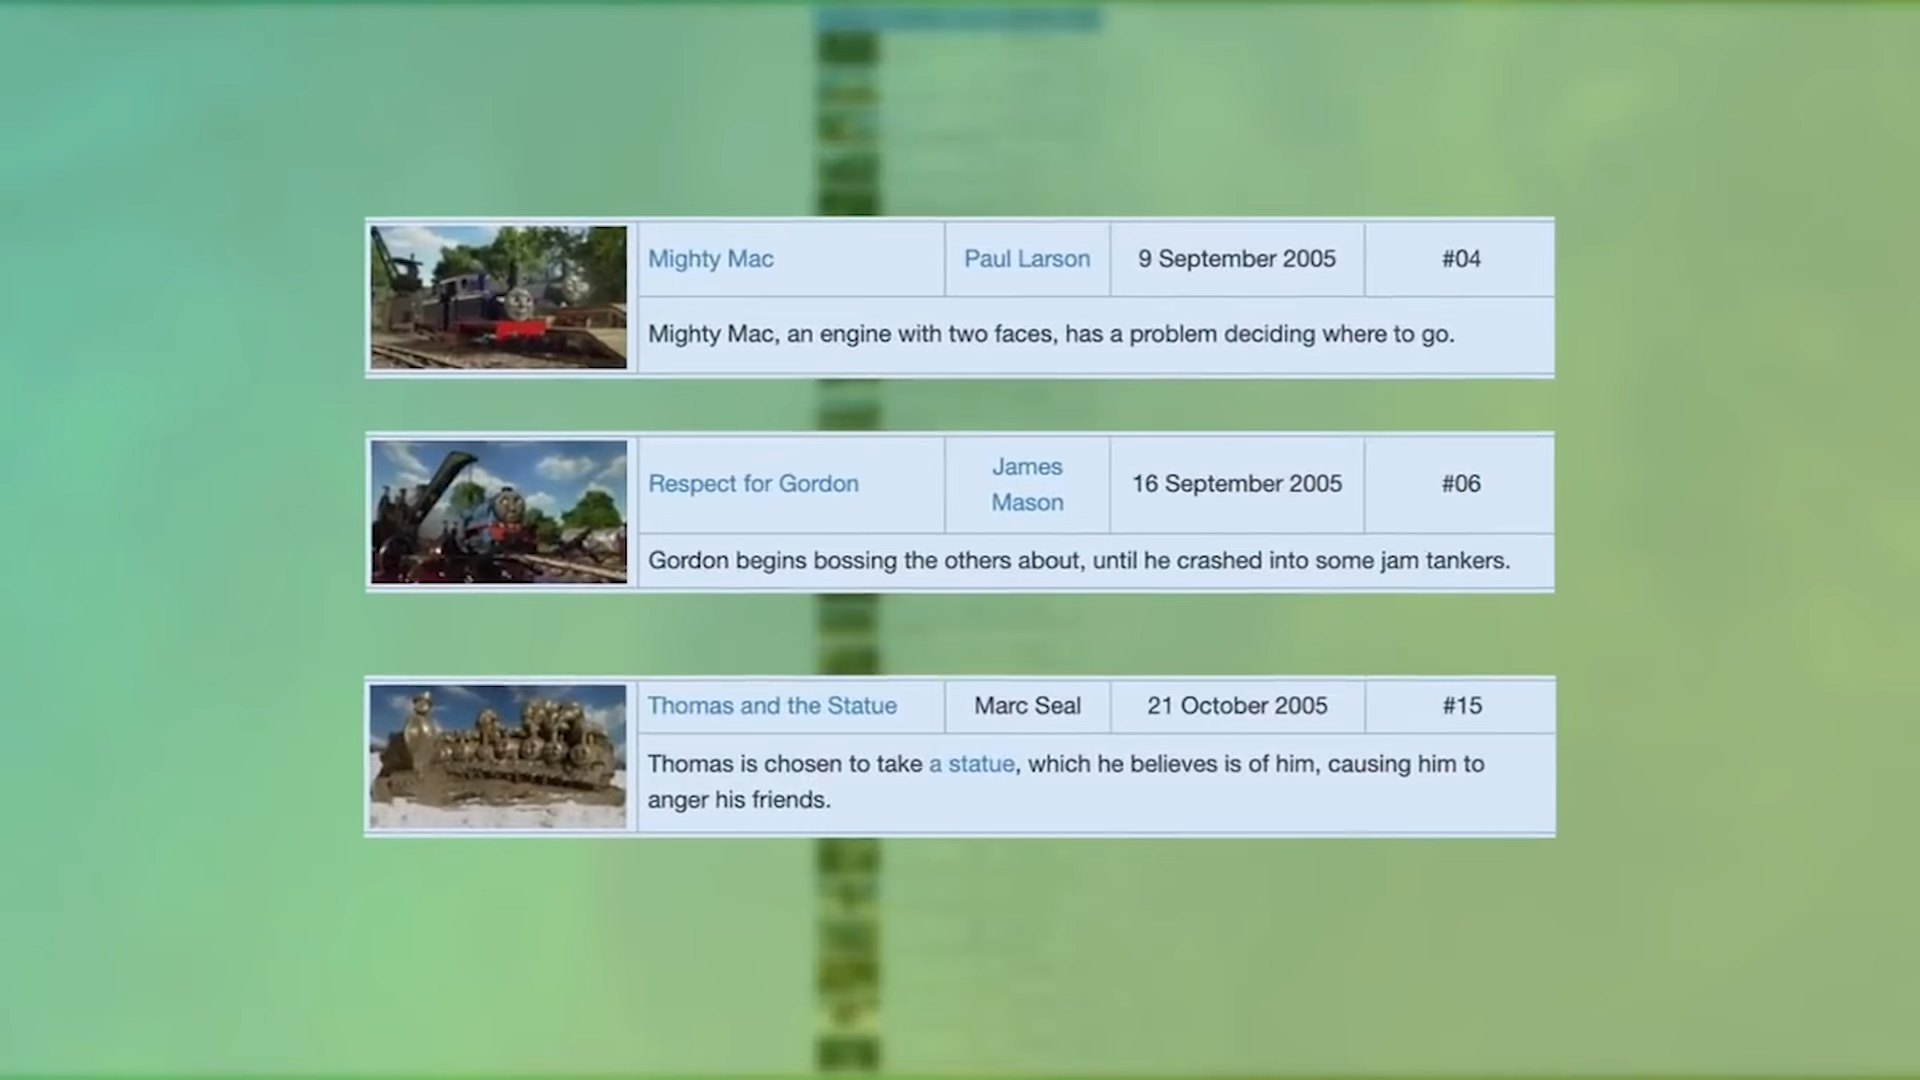 Mighty Mac
Paul Larson
9 September 2005
#04
Mighty Mac, an engine with two faces, has a problem deciding where to go.
Respect for Gordon
James
Mason
16 September 2005
#06
Gordon begins bossing the others about, until he crashed into some jam tankers.
Thomas and the Statue
Marc Seal
21 October 2005
#15
Thomas is chosen to take a statue, which he believes is of him, causing him to
anger his friends.